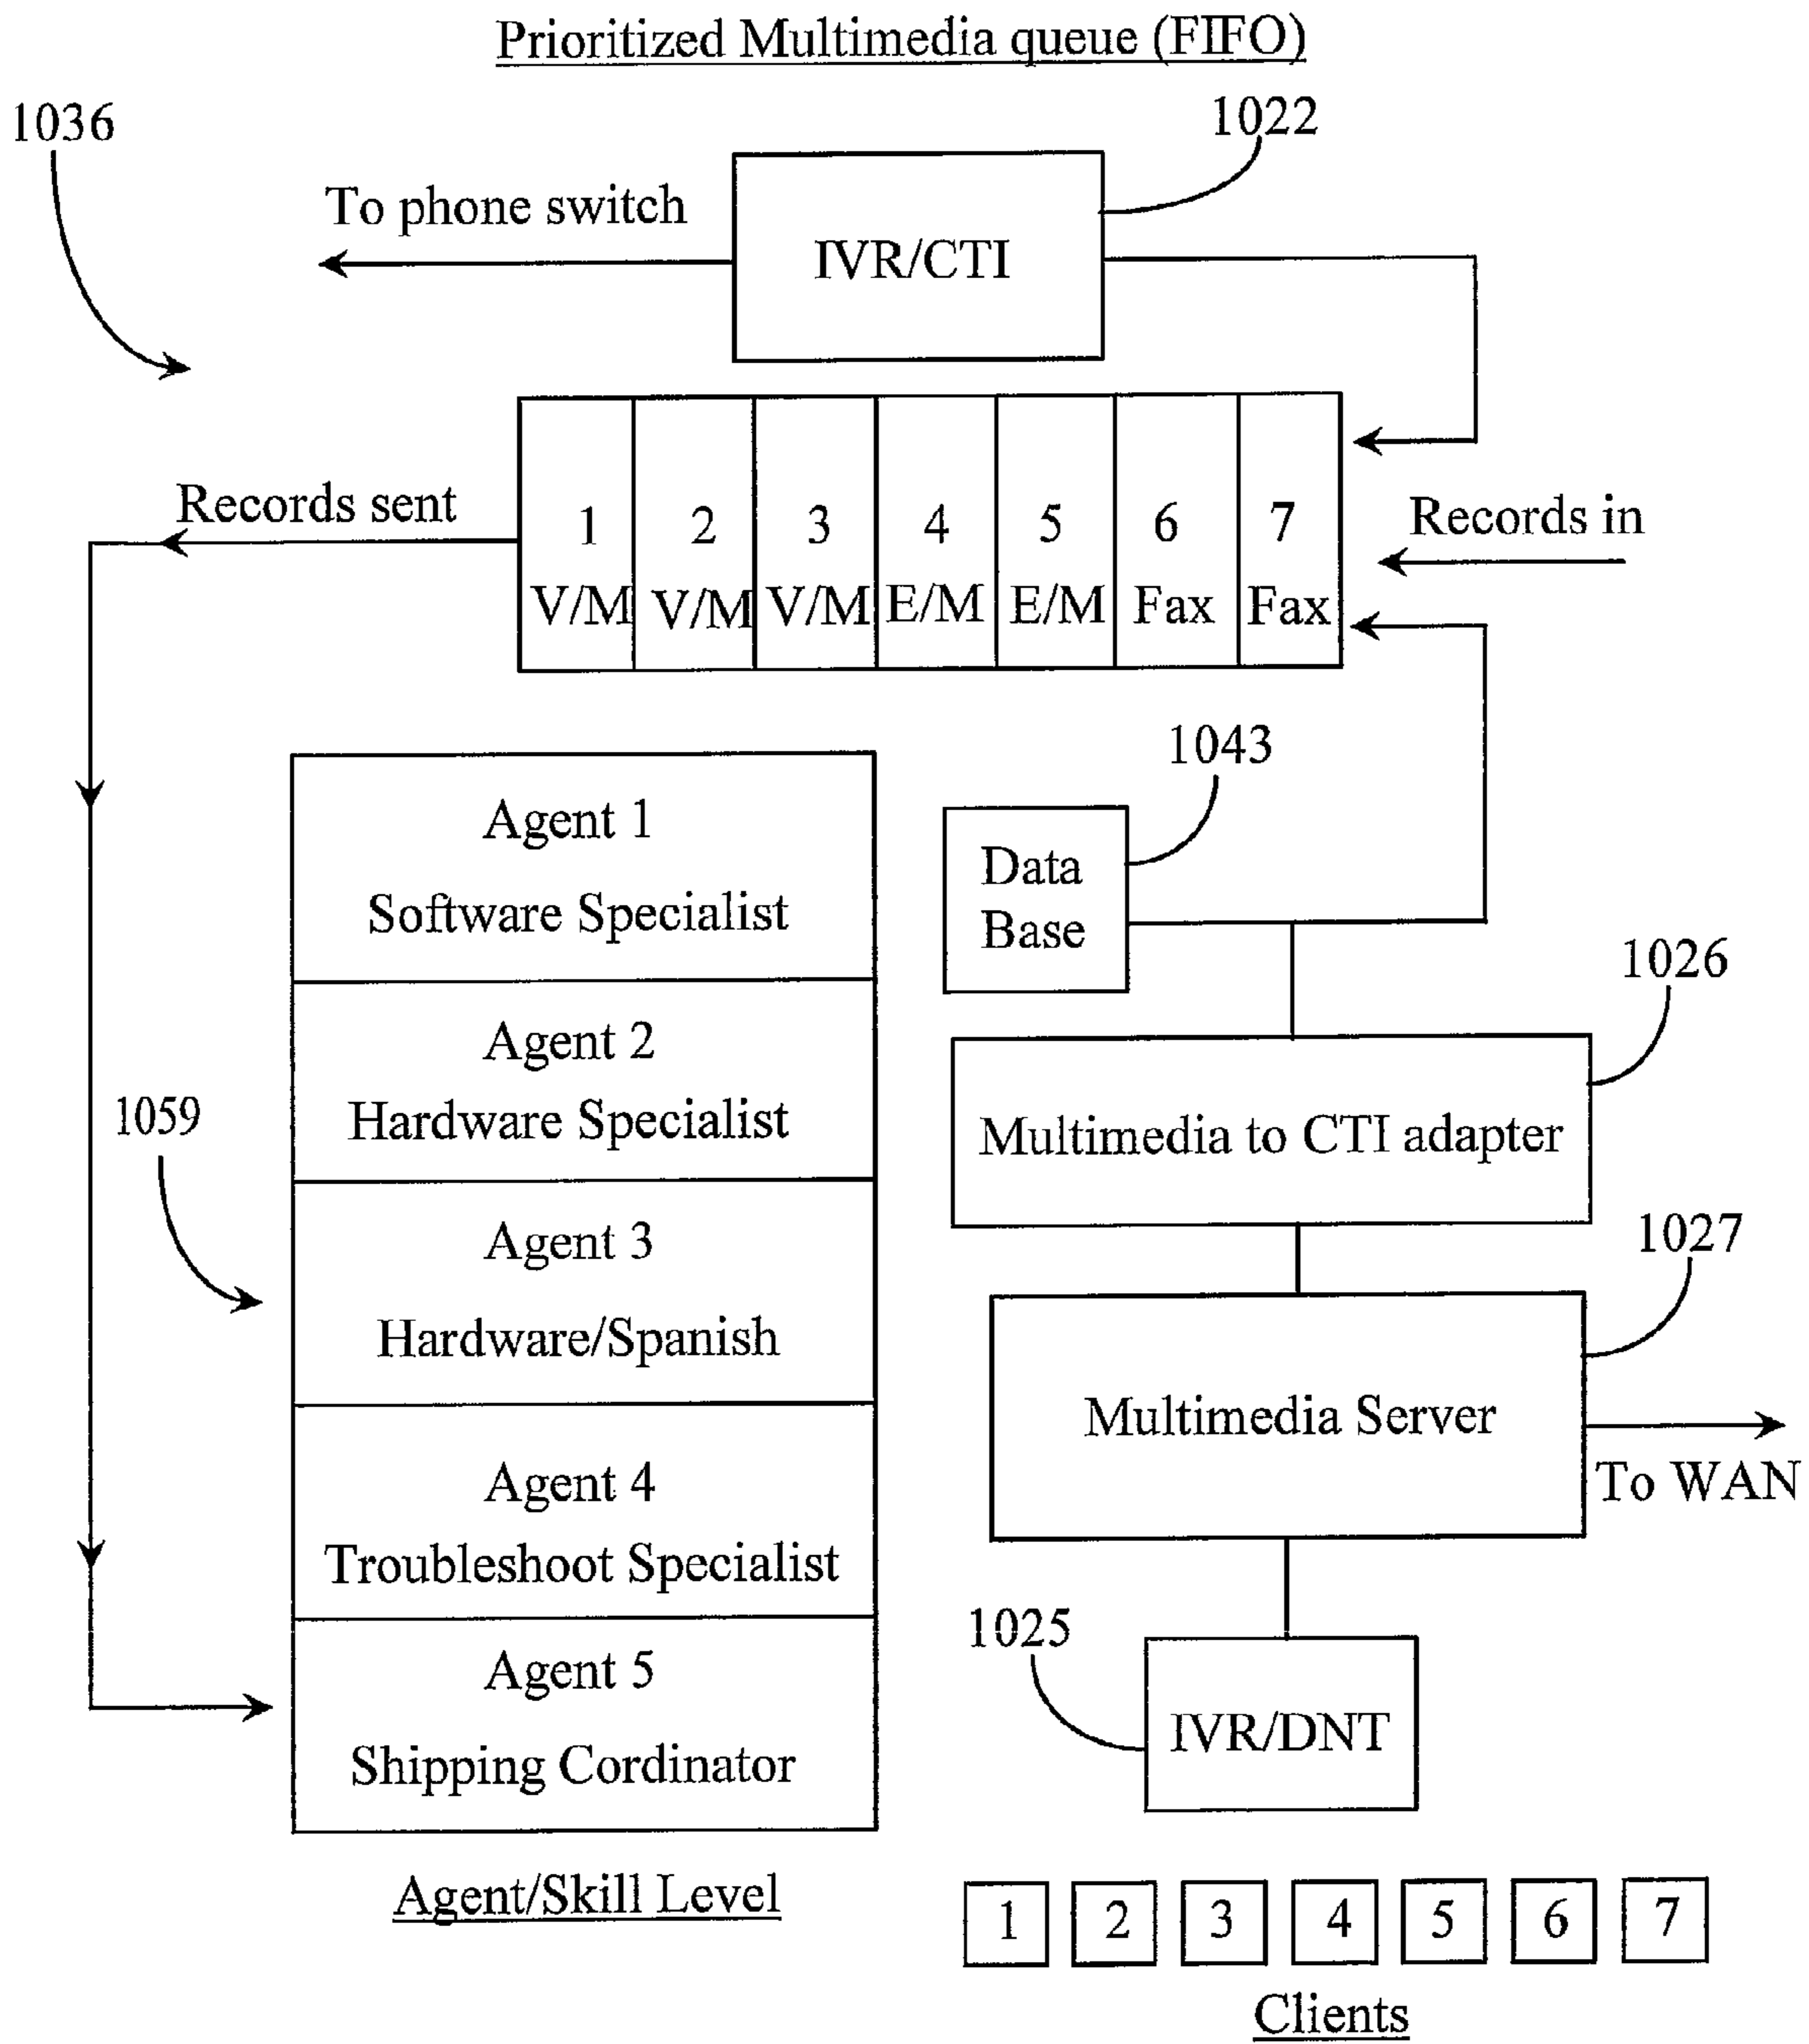 Prioritized Multimedia queue (FIFO)
1036
1022
To phone switch
IVR/CTI
Records sent
1 2 3 4 5 6 7
V/M V/M V/M E/M E/M Fax Fax
Records in
1043
Agent 1
Software Specialist
Data
Base
1026
Agent 2
Hardware Specialist
1059
Multimedia to CTI adapter
Agent 3
Hardware/Spanish
1027
Multimedia Server
To WAN
Agent 4
Troubleshoot Specialist
1025
Agent 5
Shipping Cordinator
IVR/DNT
Agent/Skill Level
1 2 3 4 5 6 7
Clients